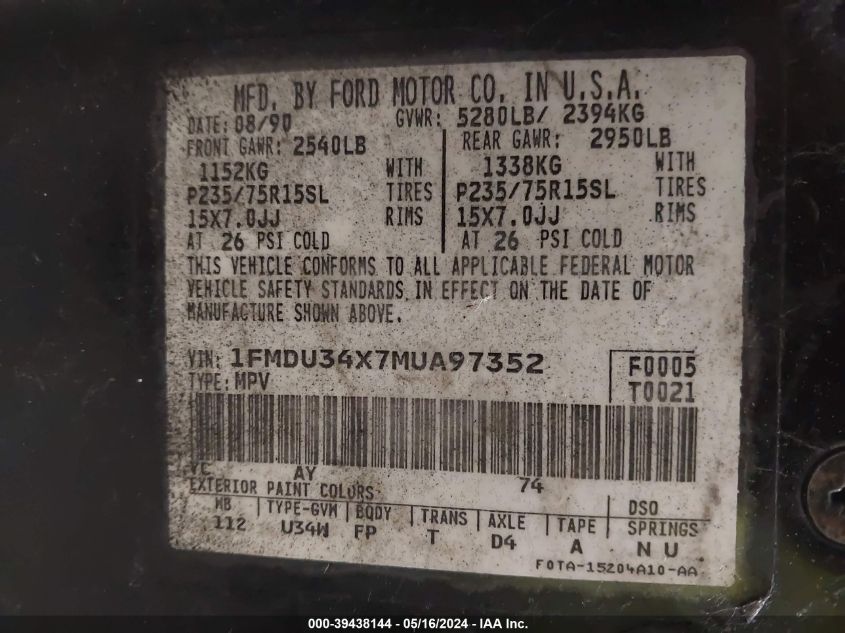 MFD. BY FORD MOTOR CO. IN U.S.A.
DATE: 08/90 GVWR: 5280LB/ 2394KG
FRONT GAWR: 2540LB REAR GAWR: 2950LB
1152KG WITH 1338KG WITH
P235/75R15SL TIRES P235/75R15SL TIRES
15X7.0JJ RIMS 15X7.0JJ RIMS
AT 26 PSI COLD AT 26 PSI COLD
THIS VEHICLE CONFORMS TO ALL APPLICABLE FEDERAL MOTOR
VEHICLE SAFETY STANDARDS IN EFFECT ON THE DATE OF
MANUFACTURE SHOWN ABOVE.
VIN: 1FMDU34X7MUA97352 F0005
TYPE: MPV T0021
YC AY 74
EXTERIOR PAINT COLORS DSO
WB TYPE-GVW BODY TRANS AXLE TAPE SPRINGS
112 U34W FP T D4 A N U
F0TA-15204A10-AA
000-39438144 - 05/16/2024 - IAA Inc.